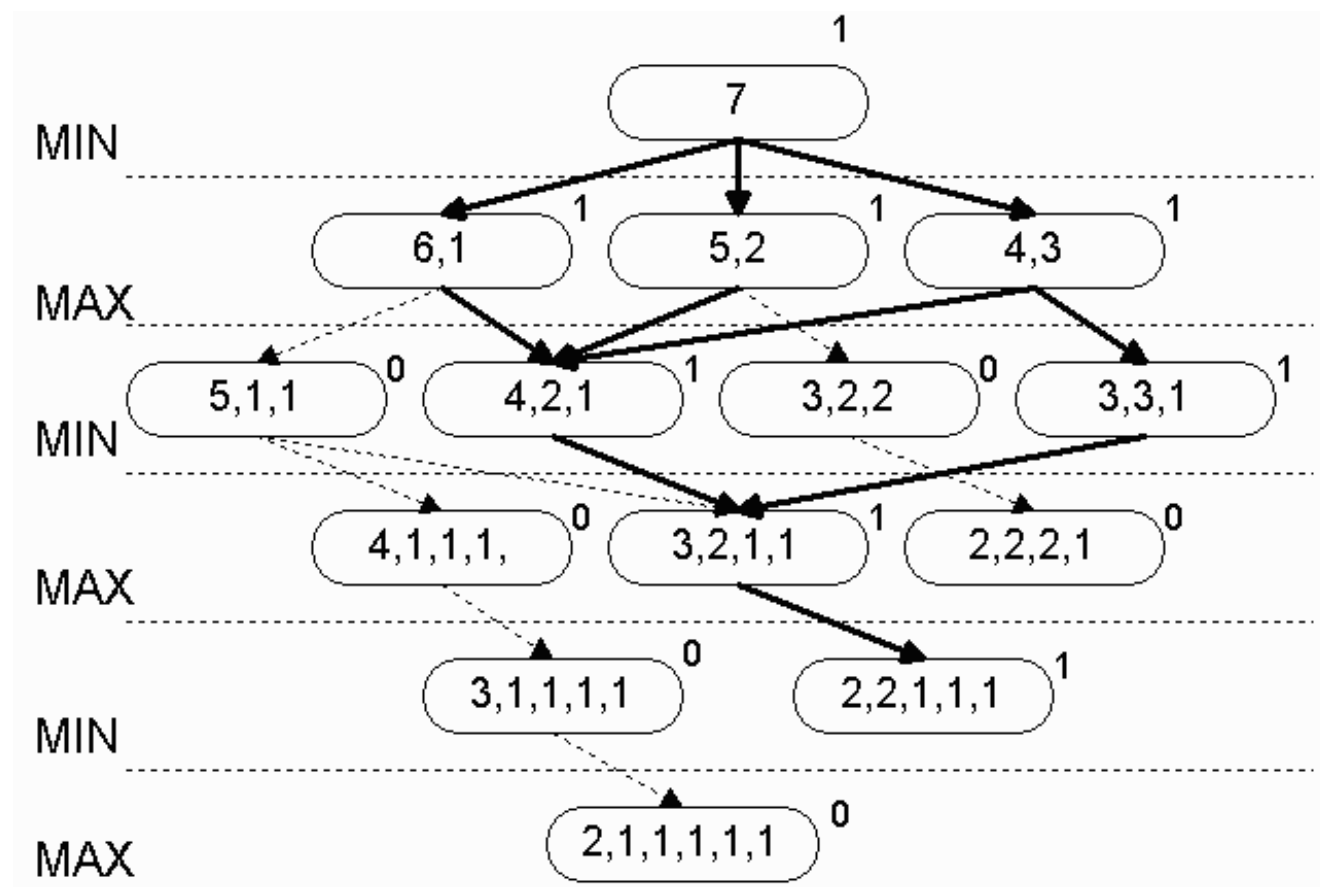 1
7
MIN
6,1 1 5,2 1 4,3 1
MAX
5,1,1 0 4,2,1 1 3,2,2 0 3,3,1 1
MIN
4,1,1,1, 0 3,2,1,1 1 2,2,2,1 0
MAX
3,1,1,1,1 0 2,2,1,1,1 1
MIN
2,1,1,1,1,1 0
MAX